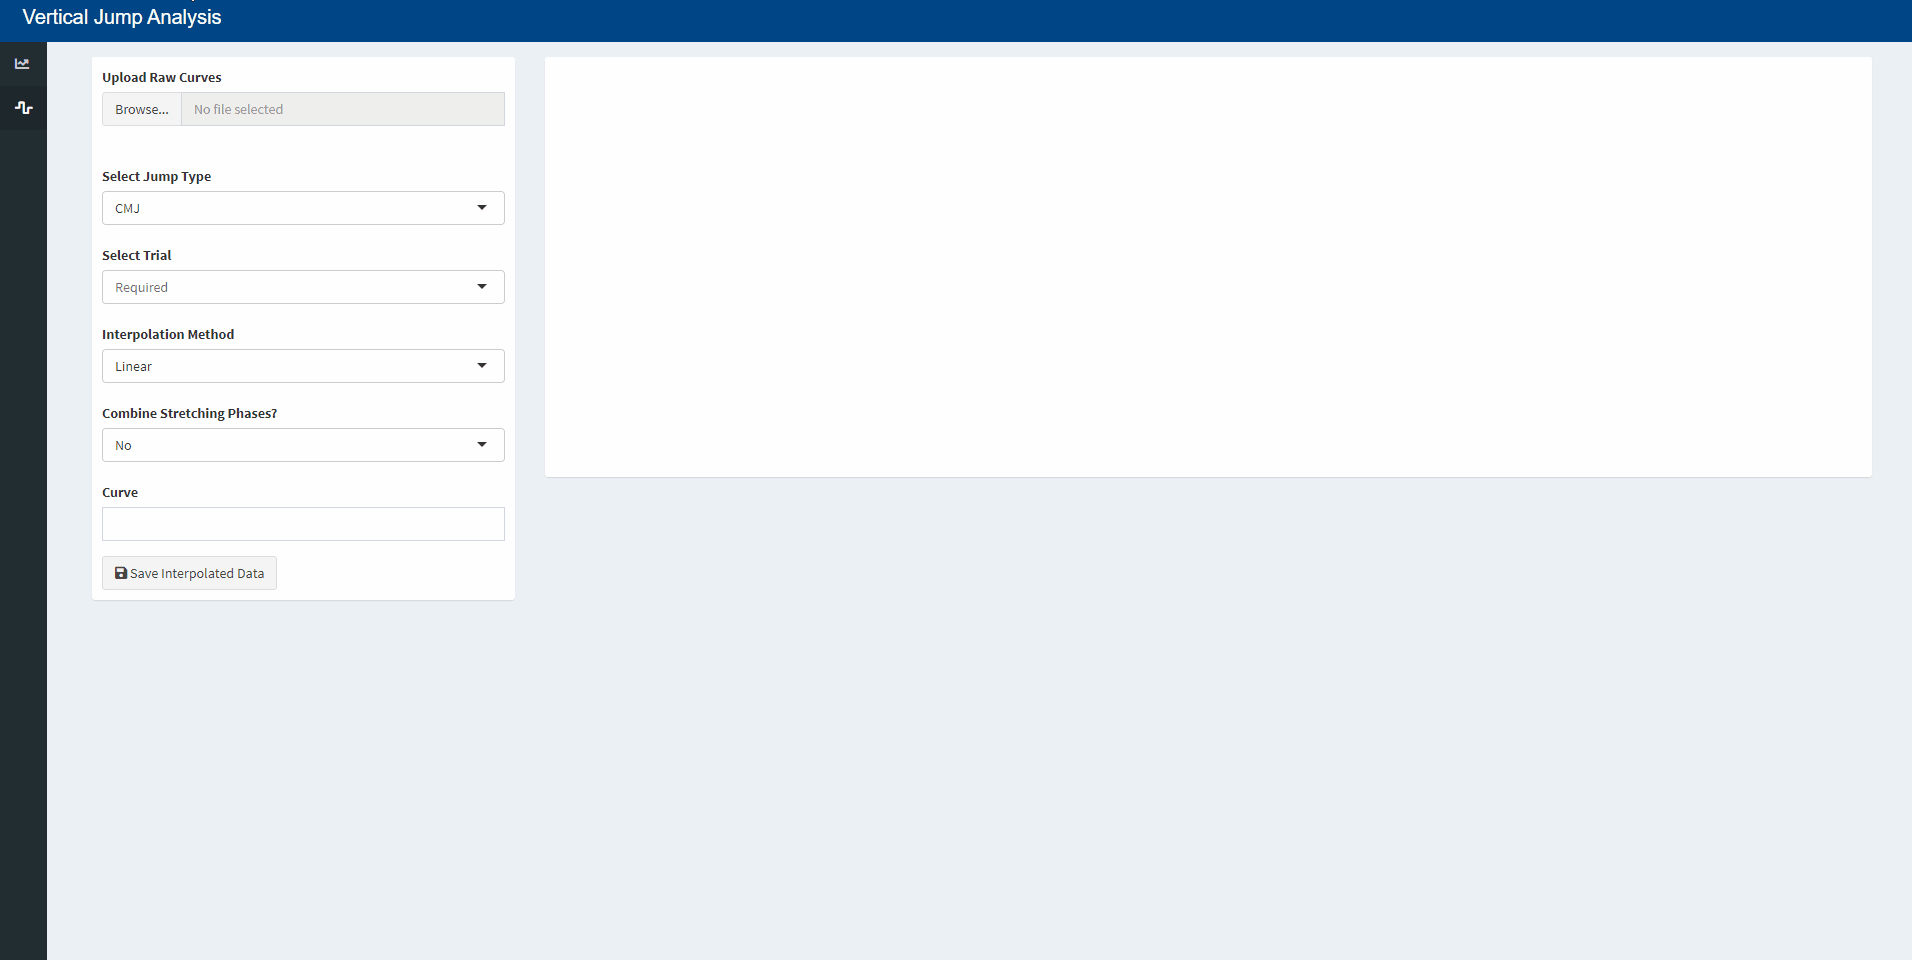 Vertical Jump Analysis
Upload Raw Curves
Browse... No file selected
Select Jump Type
CMJ
Select Trial
Required
Interpolation Method
Linear
Combine Stretching Phases?
No
Curve
Save Interpolated Data